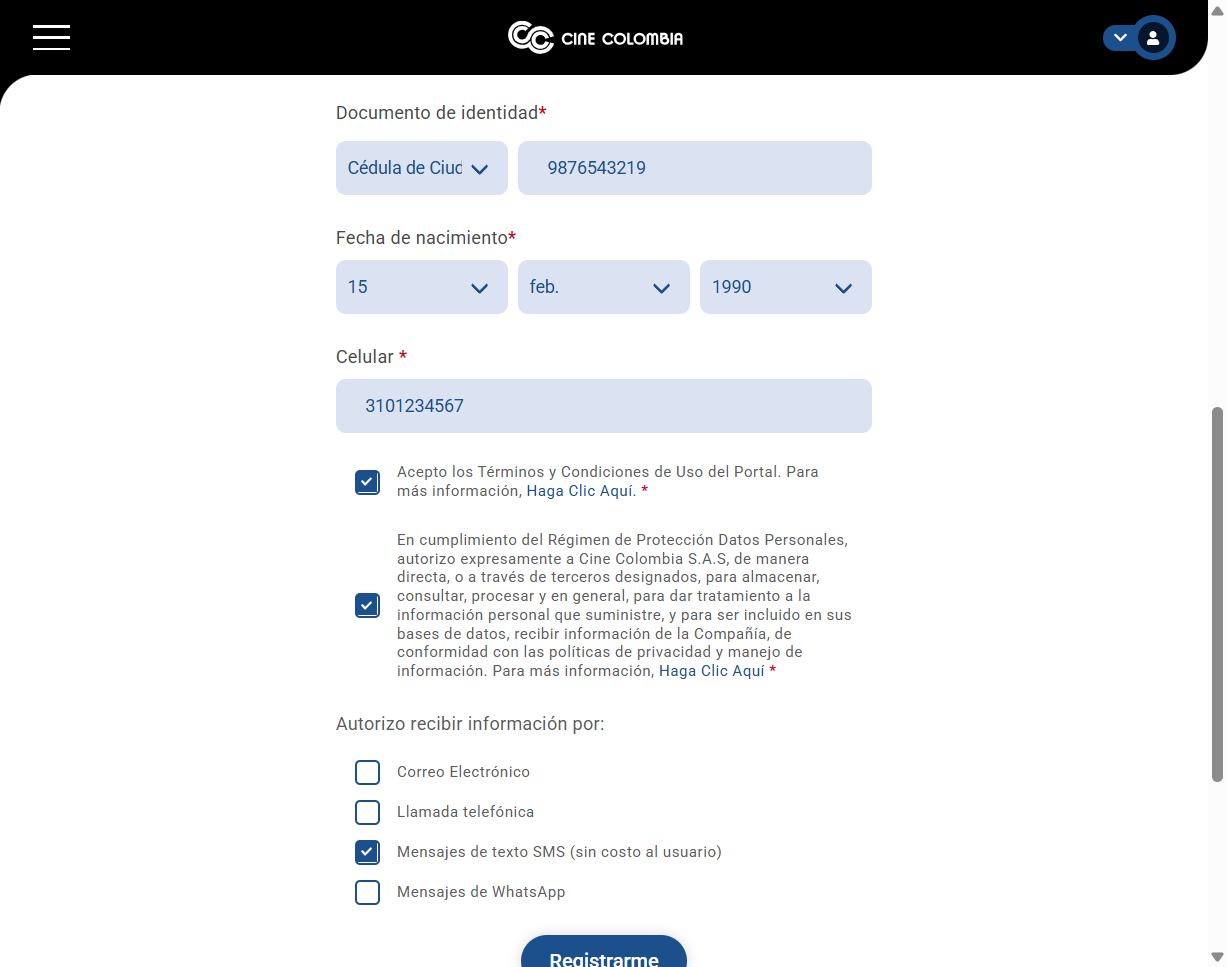 CINE COLOMBIA
Documento de identidad*
Cédula de Ciud
9876543219
Fecha de nacimiento*
15
feb.
1990
Celular *
3101234567
Acepto los Términos y Condiciones de Uso del Portal. Para
más información, Haga Clic Aquí. *
En cumplimiento del Régimen de Protección Datos Personales,
autorizo expresamente a Cine Colombia S.A.S, de manera
directa, o a través de terceros designados, para almacenar,
consultar, procesar y en general, para dar tratamiento a la
información personal que suministre, y para ser incluido en sus
bases de datos, recibir información de la Compañía, de
conformidad con las políticas de privacidad y manejo de
información. Para más información, Haga Clic Aquí *
Autorizo recibir información por:
Correo Electrónico
Llamada telefónica
Mensajes de texto SMS (sin costo al usuario)
Mensajes de WhatsApp
Registrarme